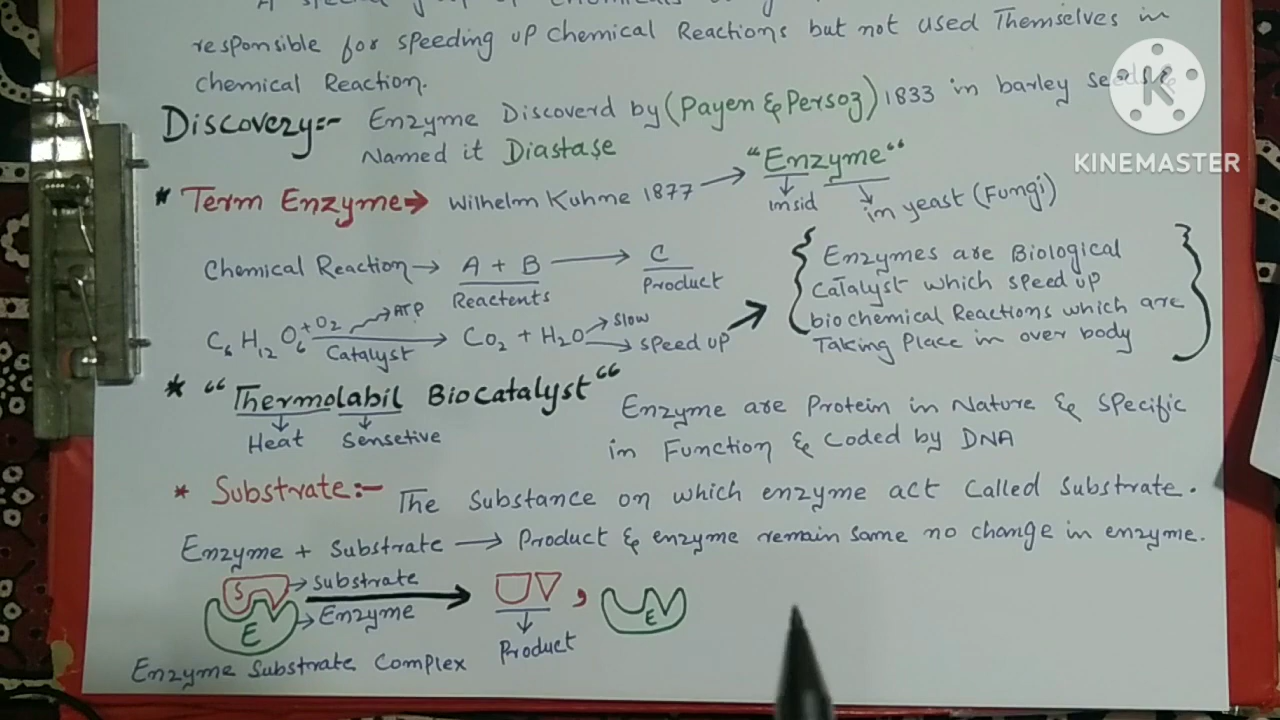 responsible for speeding up chemical Reactions but not used Themselves in
chemical Reaction.
Discovery:- Enzyme Discoverd by (Payen & Persoz) 1833 in barley seeds &
Named it Diastase
KINEMASTER
* Term Enzyme→ Wilhelm Kuhme 1877 → "Enzyme"
insid in yeast (Fungi)
Chemical Reaction → A + B → C
Reactents Product
{ Enzymes are Biological
Catalyst which speed up
biochemical Reactions which are
Taking Place in over body }
C6 H12 O6 + O2 → ATP
Catalyst → CO2 + H2O → Slow
→ speed up →
* "Thermolabil Biocatalyst"
Heat Sensetive
Enzyme are Protein in Nature & specific
in Function & coded by DNA
* Substrate:- The substance on which enzyme act called substrate.
Enzyme + substrate → Product & enzyme remain same no change in enzyme.
S → substrate
E → Enzyme
→ Product , E
Enzyme Substrate Complex